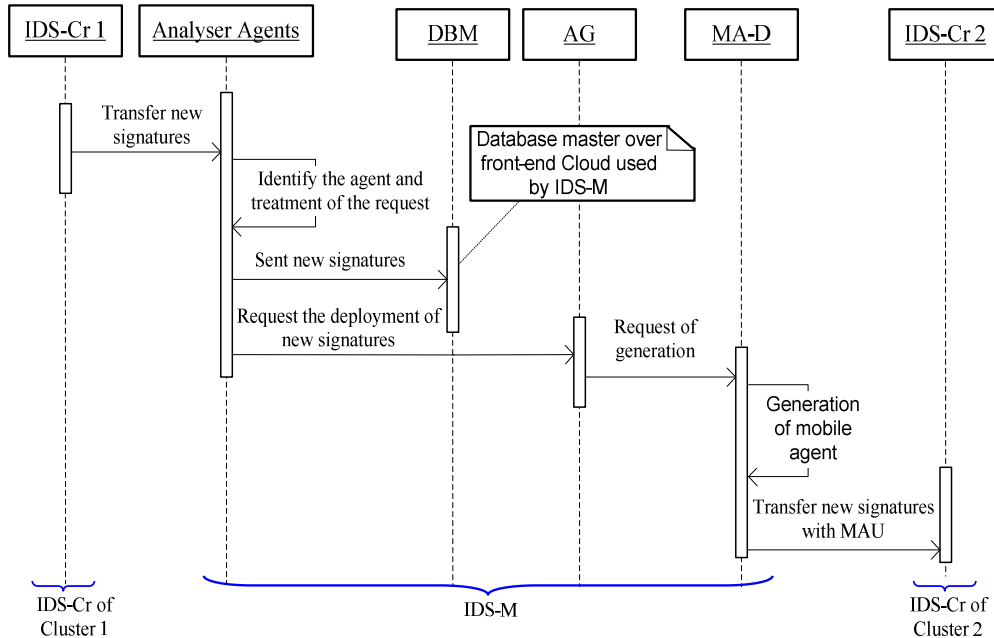 IDS-Cr 1
Analyser Agents
DBM
AG
MA-D
IDS-Cr 2
Transfer new
signatures
Database master over
front-end Cloud used
by IDS-M
Identify the agent and
treatment of the request
Sent new signatures
Request the deployment of
new signatures
Request of
generation
Generation
of mobile
agent
Transfer new signatures
with MAU
IDS-Cr of
Cluster 1
IDS-M
IDS-Cr of
Cluster 2